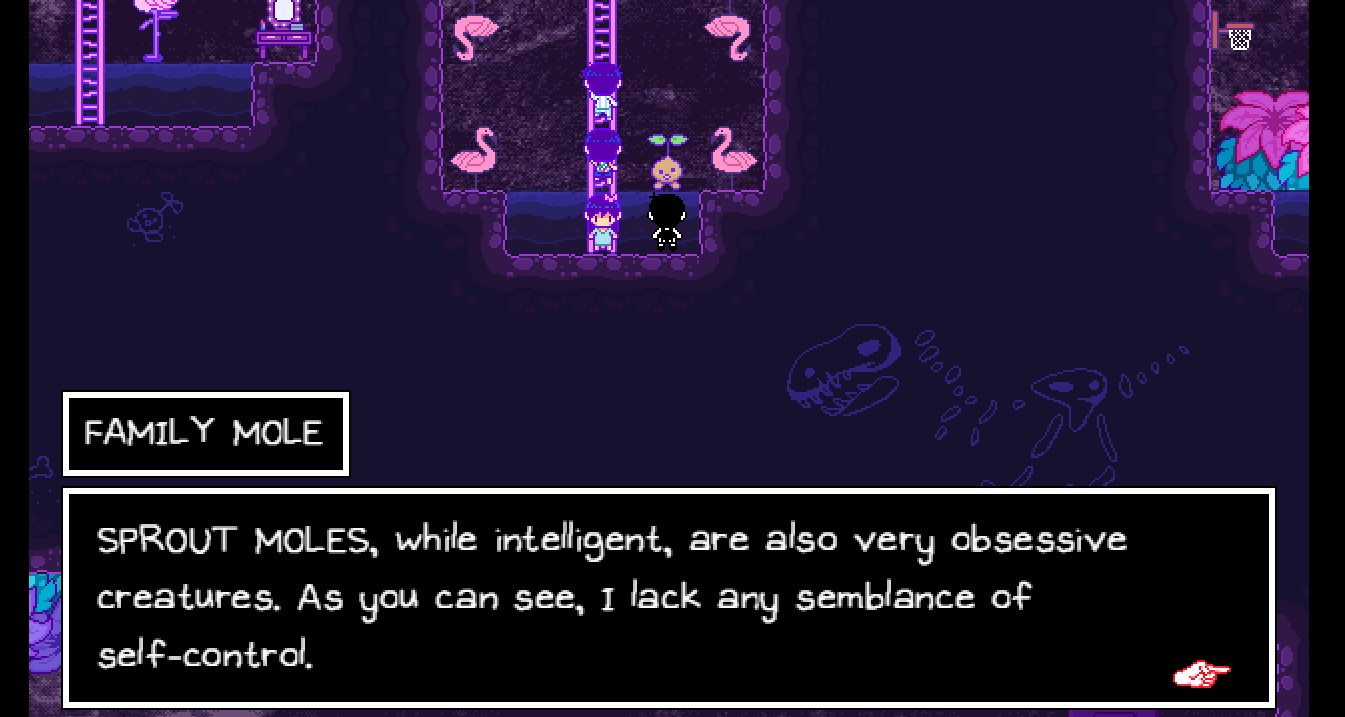 FAMILY MOLE
SPROUT MOLES, while intelligent, are also very obsessive
creatures. As you can see, I lack any semblance of
self-control.